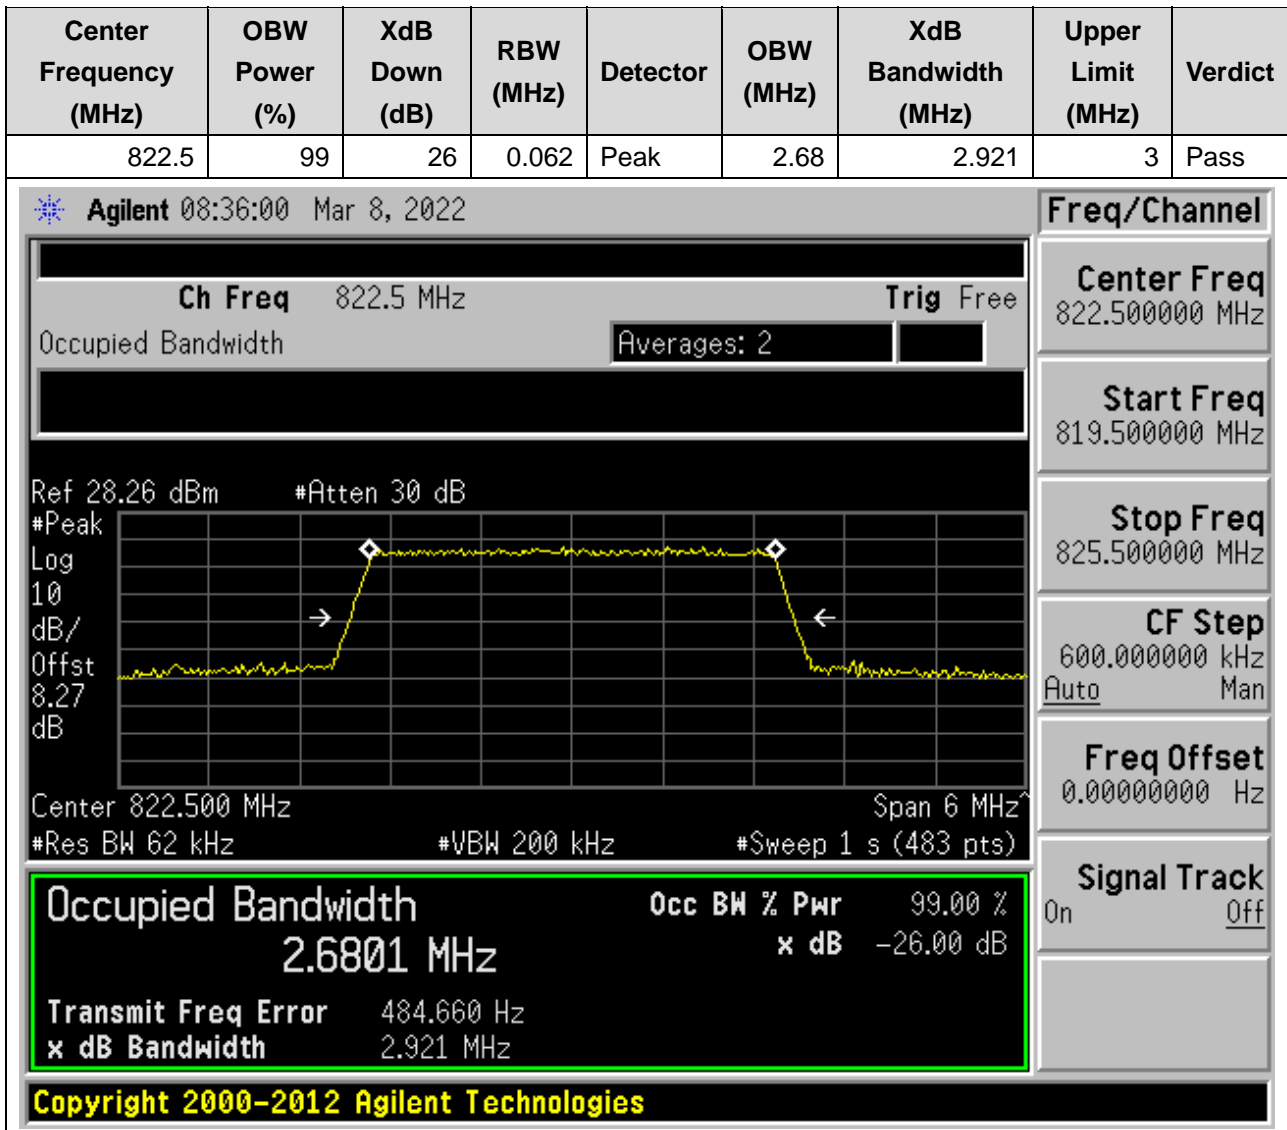 Center Frequency (MHz) OBW Power (%) XdB Down (dB) RBW (MHz) Detector OBW (MHz) XdB Bandwidth (MHz) Upper Limit (MHz) Verdict
822.5 99 26 0.062 Peak 2.68 2.921 3 Pass
Agilent 08:36:00 Mar 8, 2022
Freq/Channel
Ch Freq 822.5 MHz Trig Free
Occupied Bandwidth Averages: 2
Center Freq
822.500000 MHz
Start Freq
819.500000 MHz
Stop Freq
825.500000 MHz
CF Step
600.000000 kHz
Auto Man
Freq Offset
0.00000000 Hz
Signal Track
On Off
Ref 28.26 dBm #Atten 30 dB
#Peak
Log
10
dB/
Offst
8.27
dB
Center 822.500 MHz Span 6 MHz^
#Res BW 62 kHz #VBW 200 kHz #Sweep 1 s (483 pts)
Occupied Bandwidth Occ BW % Pwr 99.00 %
2.6801 MHz x dB -26.00 dB
Transmit Freq Error 484.660 Hz
x dB Bandwidth 2.921 MHz
Copyright 2000-2012 Agilent Technologies